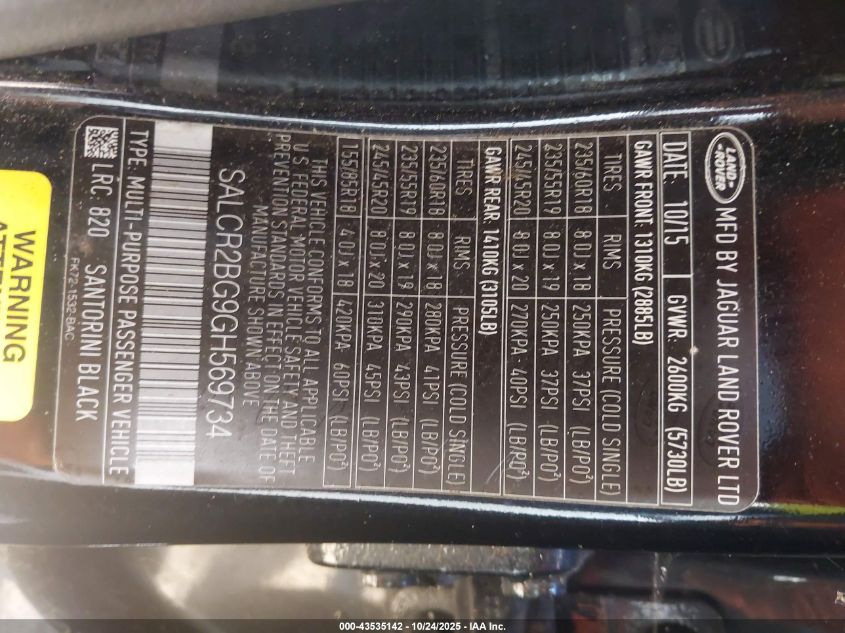 LAND-
ROVER
MFD BY JAGUAR LAND ROVER LTD
DATE: 10/15 GVWR: 2600KG (5730LB)
GAWR FRONT: 1310KG (2885LB)
TIRES RIMS PRESSURE (COLD SINGLE)
235/60R18 8.0J x 18 250KPA 37PSI (LB/PO²)
235/55R19 8.0J x 19 250KPA 37PSI (LB/PO²)
245/45R20 8.0J x 20 270KPA 40PSI (LB/PO²)
GAWR REAR: 1410KG (3105LB)
TIRES RIMS PRESSURE (COLD SINGLE)
235/60R18 8.0J x 18 280KPA 41PSI (LB/PO²)
235/55R19 8.0J x 19 290KPA 43PSI (LB/PO²)
245/45R20 8.0J x 20 310KPA 45PSI (LB/PO²)
155/85R18 4.0J x 18 420KPA 60PSI (LB/PO²)
THIS VEHICLE CONFORMS TO ALL APPLICABLE
U.S. FEDERAL MOTOR VEHICLE SAFETY AND THEFT
PREVENTION STANDARDS IN EFFECT ON THE DATE OF
MANUFACTURE SHOWN ABOVE
SALCR2BG9GH569734
TYPE: MULTI-PURPOSE PASSENGER VEHICLE
LRC: 820 SANTORINI BLACK
FK72-1532-BAC
WARNING
000-43535142 - 10/24/2025 - IAA Inc.